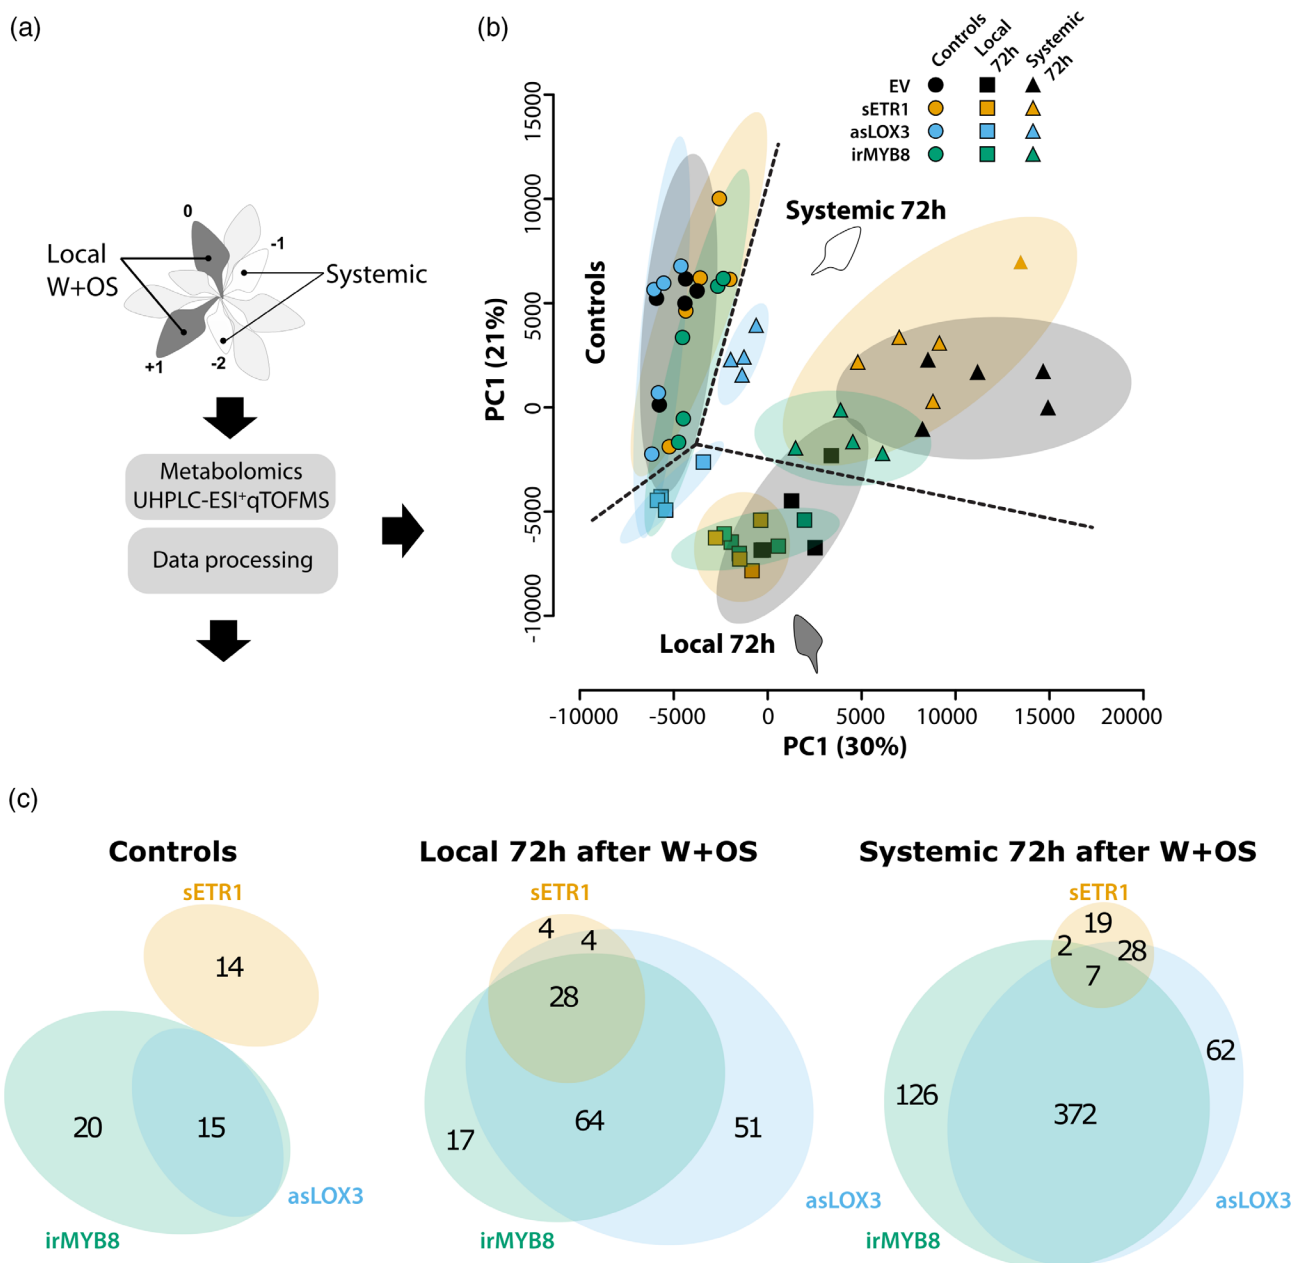 (a)
0
-1
Local
W+OS
Systemic
+1
-2
Metabolomics
UHPLC-ESI⁺qTOFMS
Data processing
(b)
Controls
Local
72h
Systemic
72h
EV
sETR1
asLOX3
irMYB8
PC1 (21%)
15000
10000
5000
0
-5000
-10000
Controls
Systemic 72h
Local 72h
-10000 -5000 0 5000 10000 15000 20000
PC1 (30%)
(c)
Controls
sETR1
14
20
15
asLOX3
irMYB8
Local 72h after W+OS
sETR1
4
4
28
64
51
17
asLOX3
irMYB8
Systemic 72h after W+OS
sETR1
19
2
28
7
62
126
372
asLOX3
irMYB8